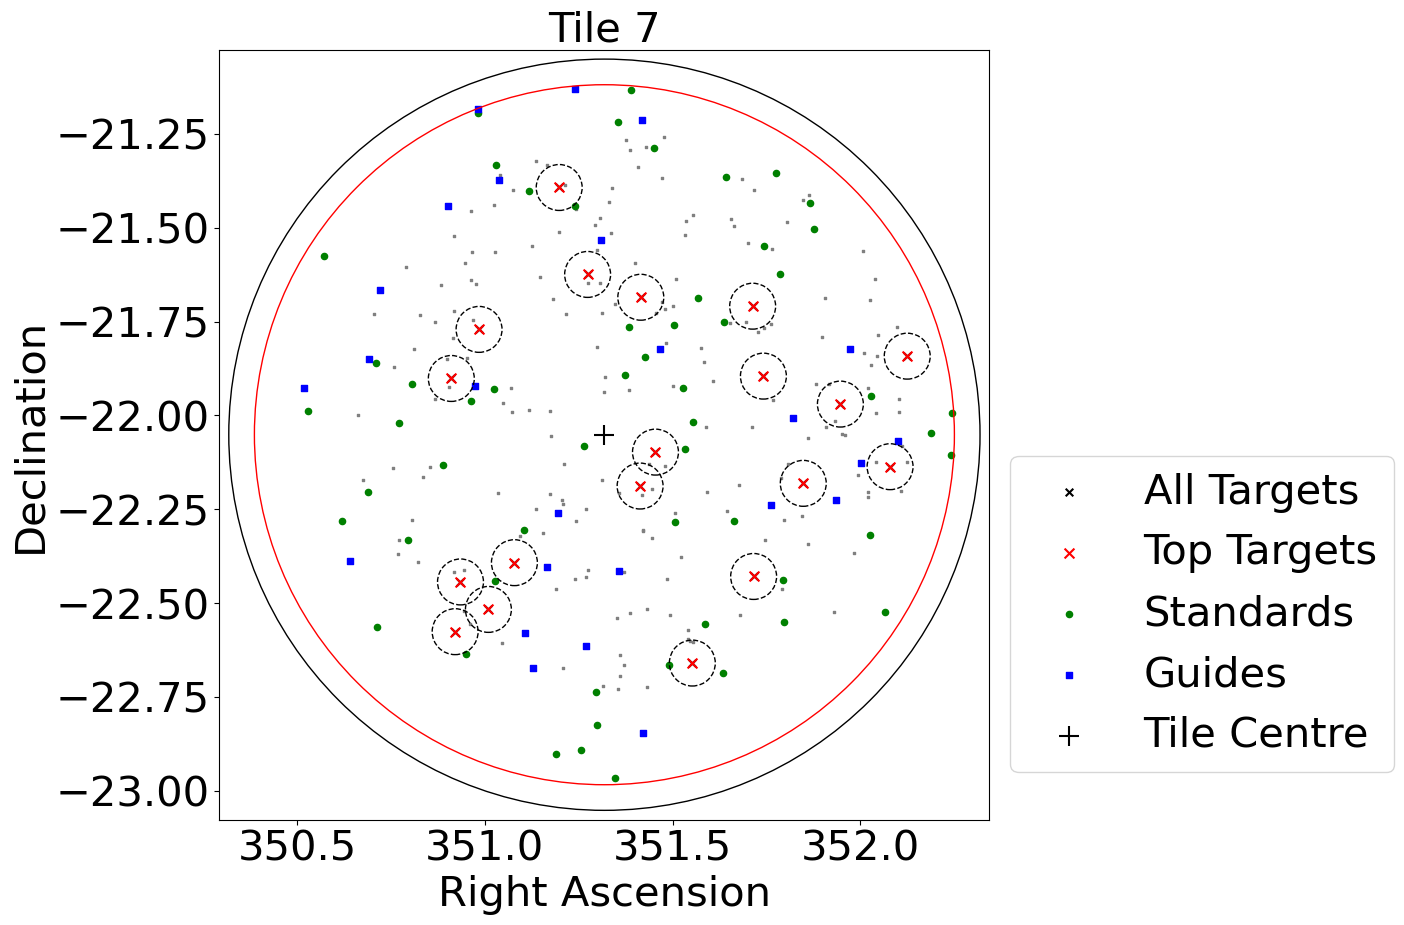 Tile 7
−21.25
−21.50
−21.75
−22.00
−22.25
−22.50
−22.75
−23.00
Declination
350.5 351.0 351.5 352.0
Right Ascension
All Targets
Top Targets
Standards
Guides
Tile Centre